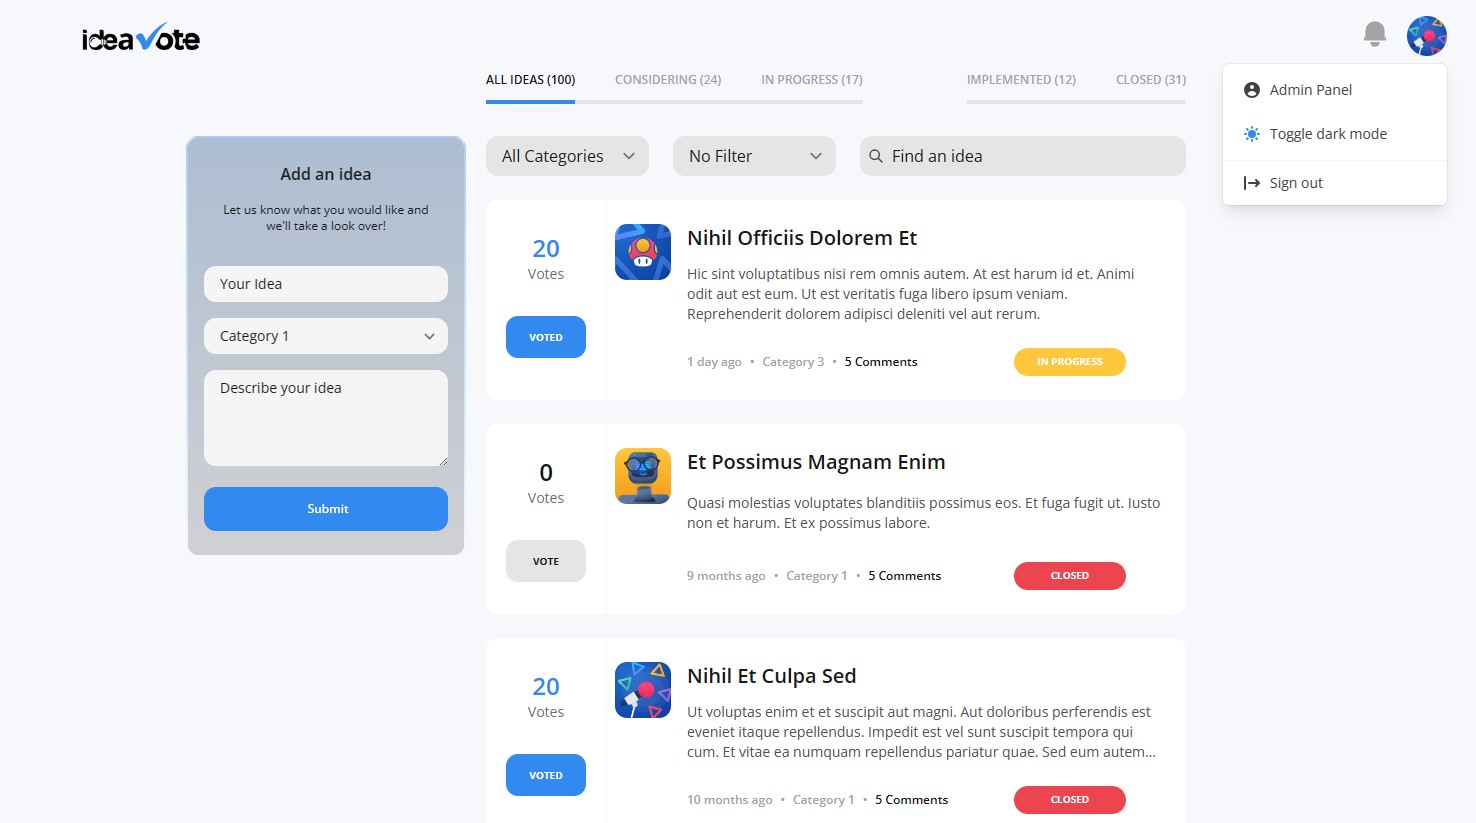 ideavote
ALL IDEAS (100)
CONSIDERING (24)
IN PROGRESS (17)
IMPLEMENTED (12)
CLOSED (31)
Admin Panel
Toggle dark mode
Sign out
Add an idea
Let us know what you would like and
we'll take a look over!
Your Idea
Category 1
Describe your idea
Submit
All Categories
No Filter
Find an idea
20
Votes
VOTED
Nihil Officiis Dolorem Et
Hic sint voluptatibus nisi rem omnis autem. At est harum id et. Animi
odit aut est eum. Ut est veritatis fuga libero ipsum veniam.
Reprehenderit dolorem adipisci deleniti vel aut rerum.
1 day ago • Category 3 • 5 Comments
IN PROGRESS
0
Votes
VOTE
Et Possimus Magnam Enim
Quasi molestias voluptates blanditiis possimus eos. Et fuga fugit ut. Iusto
non et harum. Et ex possimus labore.
9 months ago • Category 1 • 5 Comments
CLOSED
20
Votes
VOTED
Nihil Et Culpa Sed
Ut voluptas enim et et suscipit aut magni. Aut doloribus perferendis est
eveniet itaque repellendus. Impedit est vel sunt suscipit tempora qui
cum. Et vitae ea numquam repellendus pariatur quae. Sed eum autem...
10 months ago • Category 1 • 5 Comments
CLOSED